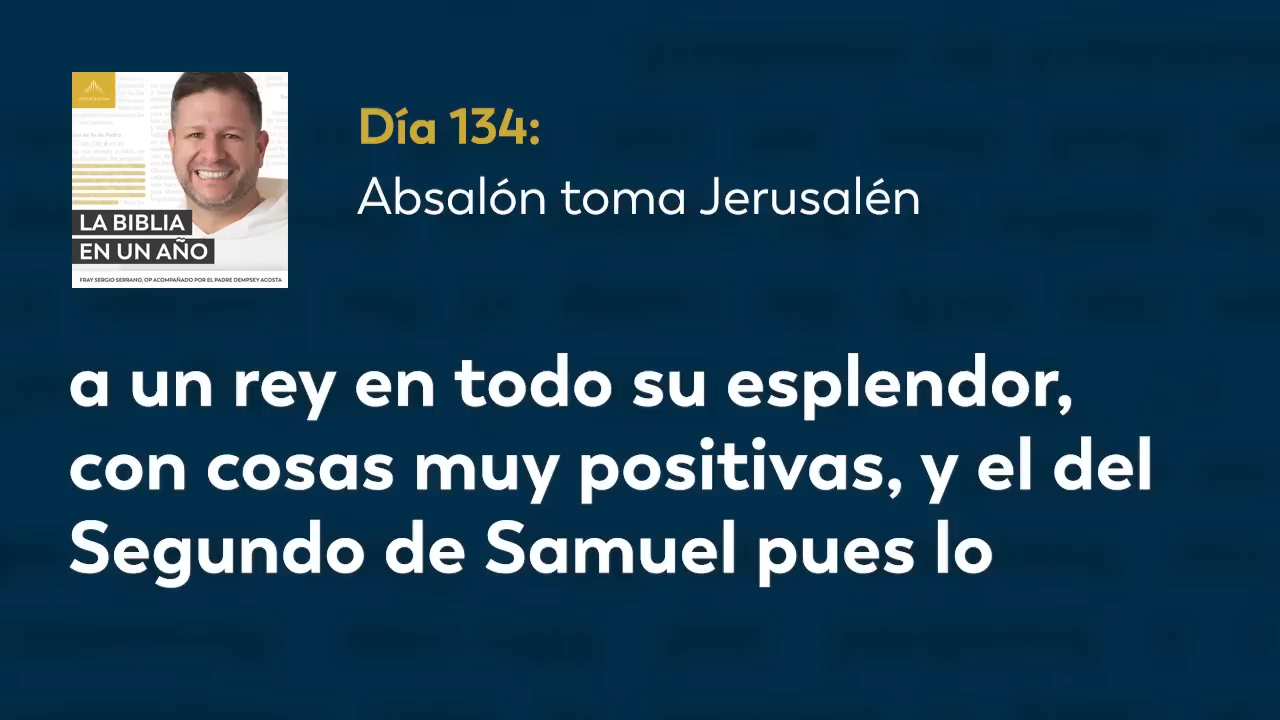 ASCENSION
LA BIBLIA
EN UN AÑO
FRAY SERGIO SERRANO, OP ACOMPAÑADO POR EL PADRE DEMPSEY ACOSTA
Día 134:
Absalón toma Jerusalén
a un rey en todo su esplendor,
con cosas muy positivas, y el del
Segundo de Samuel pues lo